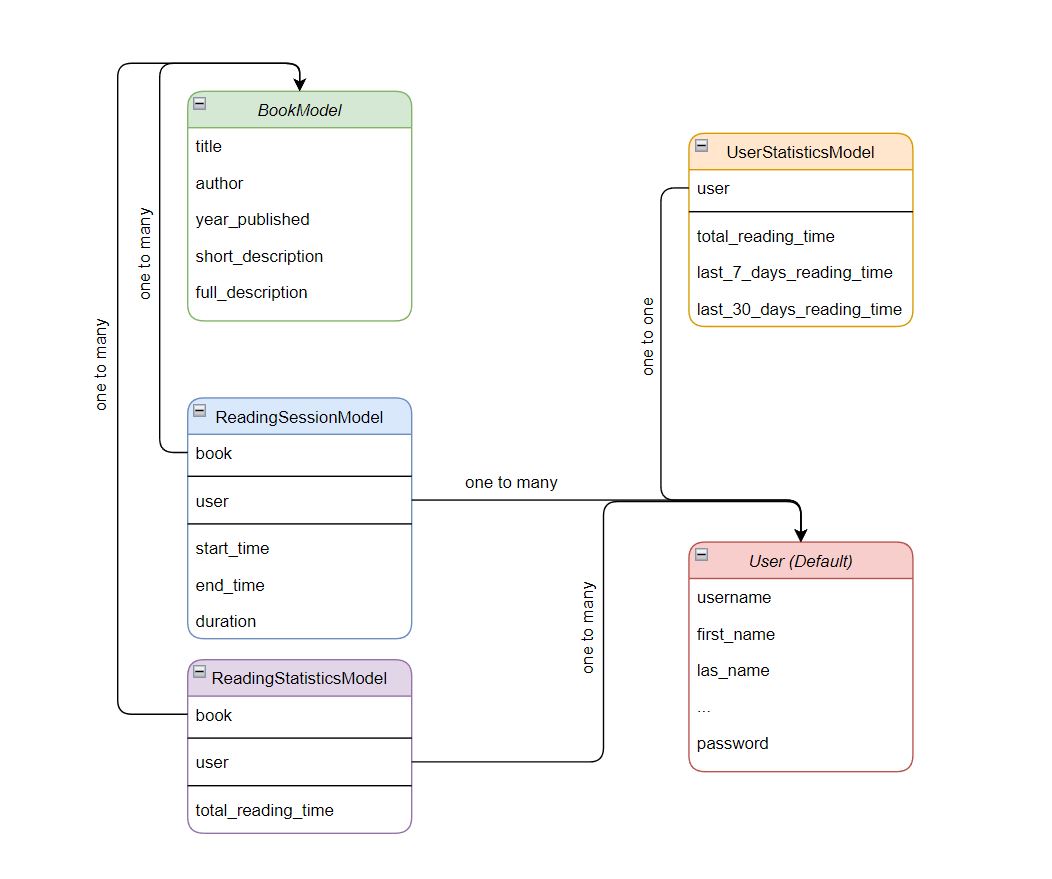 BookModel
title
author
year_published
short_description
full_description
one to many
one to many
UserStatisticsModel
user
total_reading_time
last_7_days_reading_time
last_30_days_reading_time
one to one
ReadingSessionModel
book
user
start_time
end_time
duration
one to many
one to many
User (Default)
username
first_name
las_name
...
password
ReadingStatisticsModel
book
user
total_reading_time